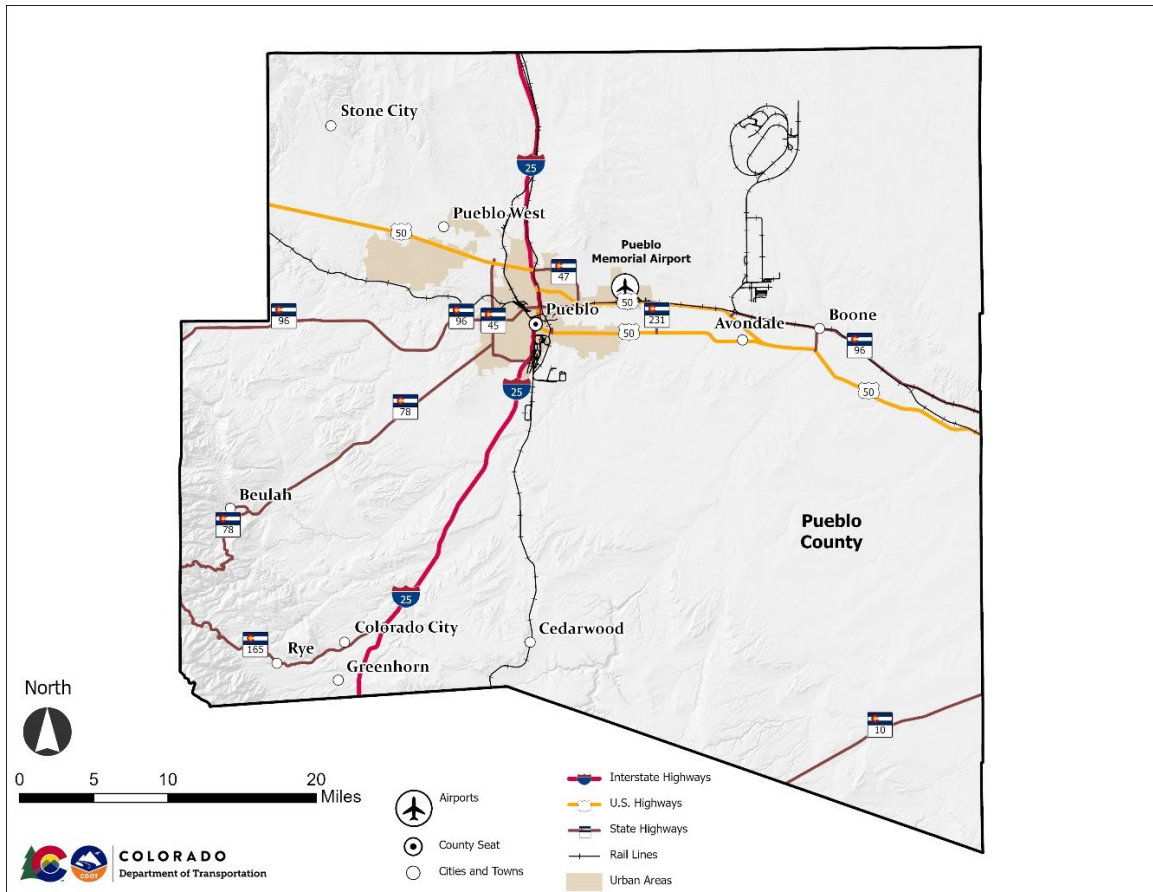 Stone City
25
Pueblo West
50
Pueblo
Memorial Airport
47
50
96
96
45
Pueblo
231
Boone
50
Avondale
96
25
50
78
Beulah
78
Pueblo
County
25
Colorado City
Cedarwood
165
Rye
Greenhorn
North
10
0 5 10 20
Miles
Airports
County Seat
Cities and Towns
Interstate Highways
U.S. Highways
State Highways
Rail Lines
Urban Areas
CDOT
COLORADO
Department of Transportation